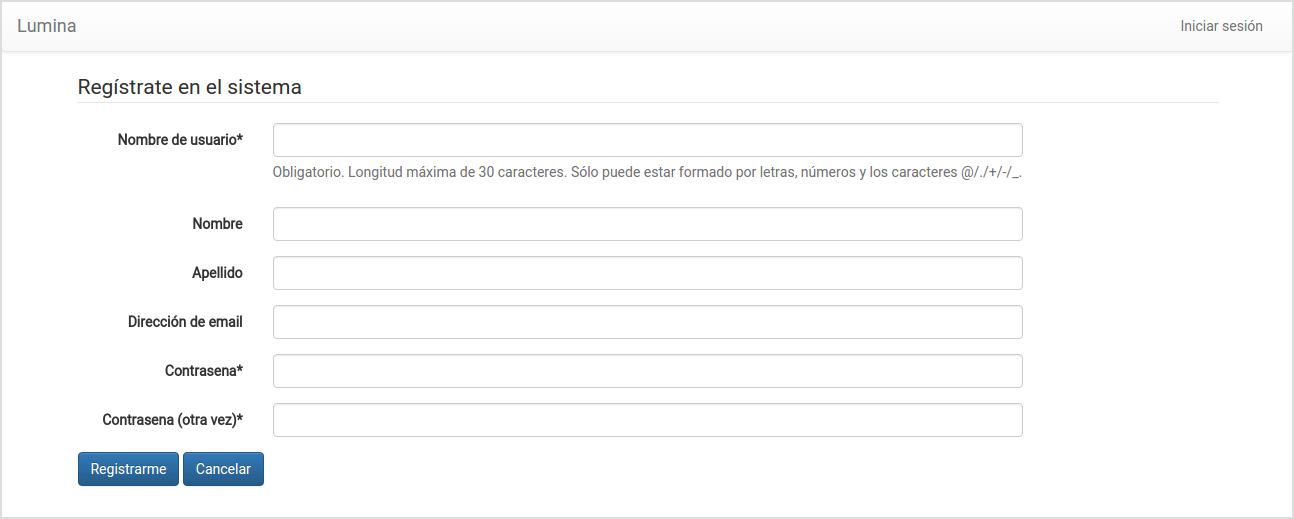 Lumina
Iniciar sesión
Regístrate en el sistema
Nombre de usuario*
Obligatorio. Longitud máxima de 30 caracteres. Sólo puede estar formado por letras, números y los caracteres @/./+/-/_.
Nombre
Apellido
Dirección de email
Contrasena*
Contrasena (otra vez)*
Registrarme Cancelar